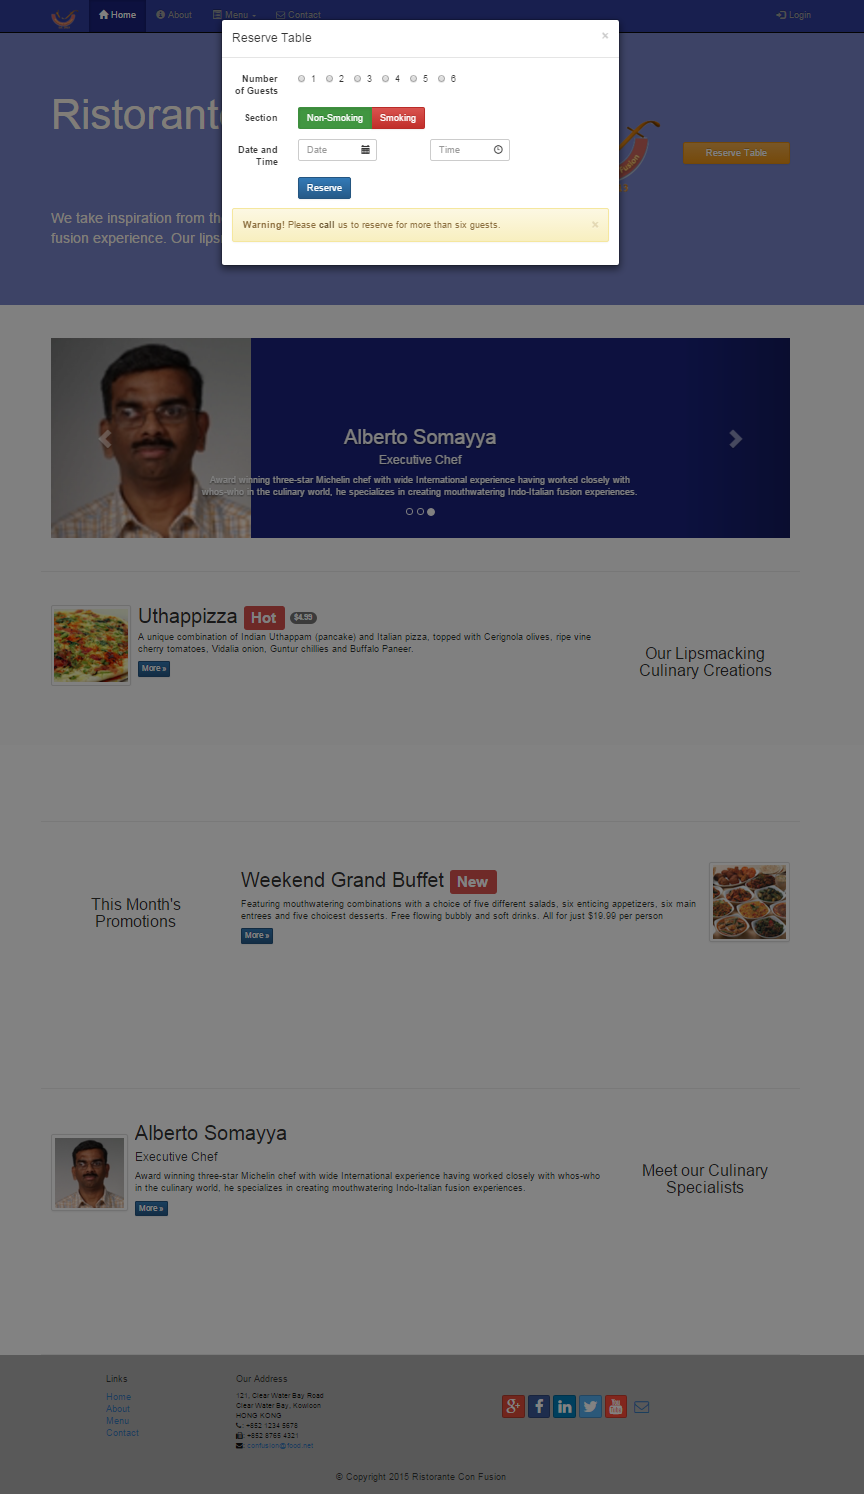 Home About Menu Contact Login
Reserve Table ×
Number of Guests 1 2 3 4 5 6
Section Non-Smoking Smoking
Date and Time Date Time
Reserve
Warning! Please call us to reserve for more than six guests. ×
Ristorante
Reserve Table
We take inspiration from
fusion experience. Our
Alberto Somayya
Executive Chef
Award winning three-star Michelin chef with wide International experience having worked closely with
whos-who in the culinary world, he specializes in creating mouthwatering Indo-Italian fusion experiences.
Uthappizza Hot $4.99
A unique combination of Indian Uthappam (pancake) and Italian pizza, topped with Cerignola olives, ripe vine
cherry tomatoes, Vidalia onion, Guntur chillies and Buffalo Paneer.
More »
Our Lipsmacking
Culinary Creations
This Month's
Promotions
Weekend Grand Buffet New
Featuring mouthwatering combinations with a choice of five different salads, six enticing appetizers, six main
entrees and five choicest desserts. Free flowing bubbly and soft drinks. All for just $19.99 per person
More »
Alberto Somayya
Executive Chef
Award winning three-star Michelin chef with wide International experience having worked closely with whos-who
in the culinary world, he specializes in creating mouthwatering Indo-Italian fusion experiences.
More »
Meet our Culinary
Specialists
Links
Home
About
Menu
Contact
Our Address
121, Clear Water Bay Road
Clear Water Bay, Kowloon
HONG KONG
: +852 1234 5678
: +852 8765 4321
: confusion@food.net
© Copyright 2015 Ristorante Con Fusion